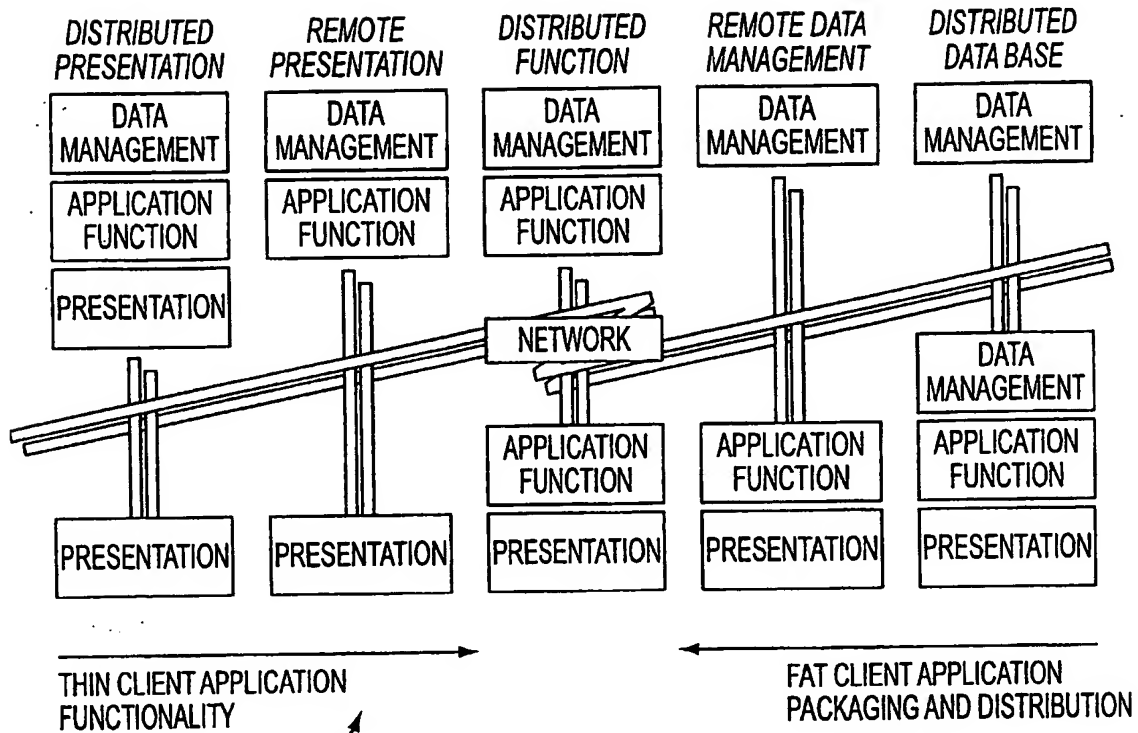 DISTRIBUTED
PRESENTATION
DATA
MANAGEMENT
APPLICATION
FUNCTION
PRESENTATION
PRESENTATION
REMOTE
PRESENTATION
DATA
MANAGEMENT
APPLICATION
FUNCTION
PRESENTATION
DISTRIBUTED
FUNCTION
DATA
MANAGEMENT
APPLICATION
FUNCTION
NETWORK
APPLICATION
FUNCTION
PRESENTATION
REMOTE DATA
MANAGEMENT
DATA
MANAGEMENT
APPLICATION
FUNCTION
PRESENTATION
DISTRIBUTED
DATA BASE
DATA
MANAGEMENT
DATA
MANAGEMENT
APPLICATION
FUNCTION
PRESENTATION
THIN CLIENT APPLICATION
FUNCTIONALITY
FAT CLIENT APPLICATION
PACKAGING AND DISTRIBUTION